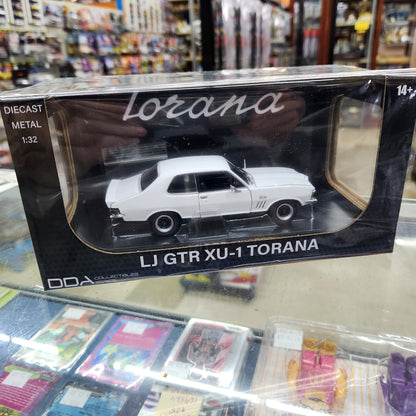 Torana
DIECAST
METAL
1:32
14+
LJ GTR XU-1 TORANA
DDA COLLECTIBLES